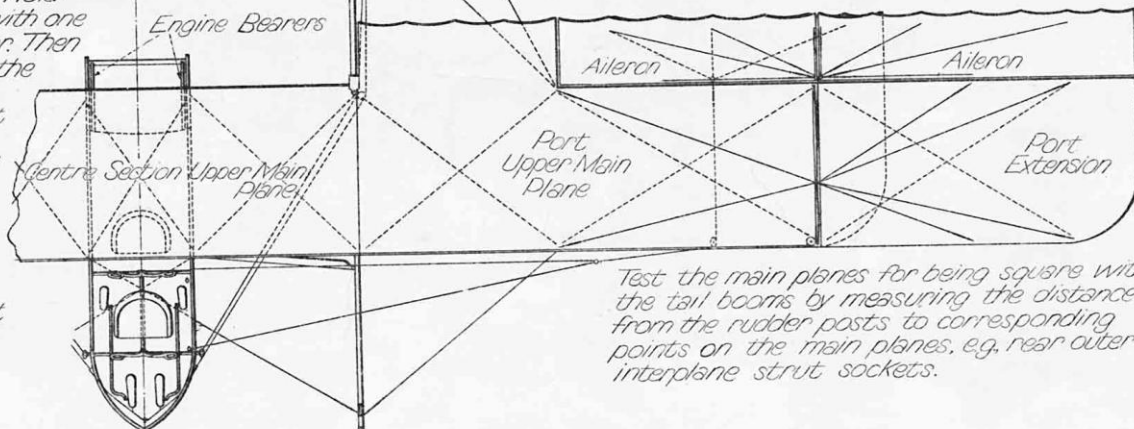 with one
r. Then
the
Engine Bearers
Aileron
Aileron
Centre Section Upper Main
Plane
Port
Upper Main
Plane
Port
Extension
Test the main planes for being square
the tail booms by measuring the distance
from the rudder posts to corresponding
points on the main planes, e.g, rear outer
interplane strut sockets.